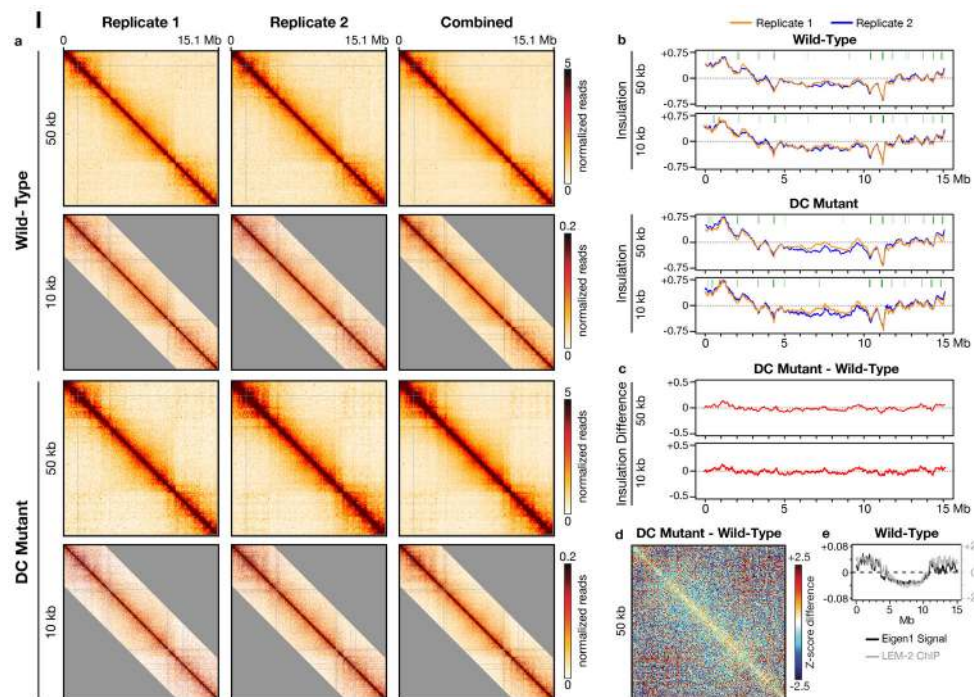 I
Replicate 1 Replicate 2 Combined
a
0 15.1 Mb 0 15.1 Mb 0 15.1 Mb
Wild-Type
50 kb
5
normalized reads
0
10 kb
0.2
normalized reads
0
DC Mutant
50 kb
5
normalized reads
0
10 kb
0.2
normalized reads
0
b
Replicate 1 Replicate 2
Wild-Type
Insulation
50 kb
+0.75
0
-0.75
10 kb
+0.75
0
-0.75
0 5 10 15 Mb
DC Mutant
Insulation
50 kb
+0.75
0
-0.75
10 kb
+0.75
0
-0.75
0 5 10 15 Mb
c
DC Mutant - Wild-Type
Insulation Difference
50 kb
+0.5
0
-0.5
10 kb
+0.5
0
-0.5
d
DC Mutant - Wild-Type
50 kb
+2.5
Z-score difference
-2.5
e
Wild-Type
+0.08 +2
0 0
-0.08 -2
0 5 10 15
Mb
Eigen1 Signal
LEM-2 ChIP